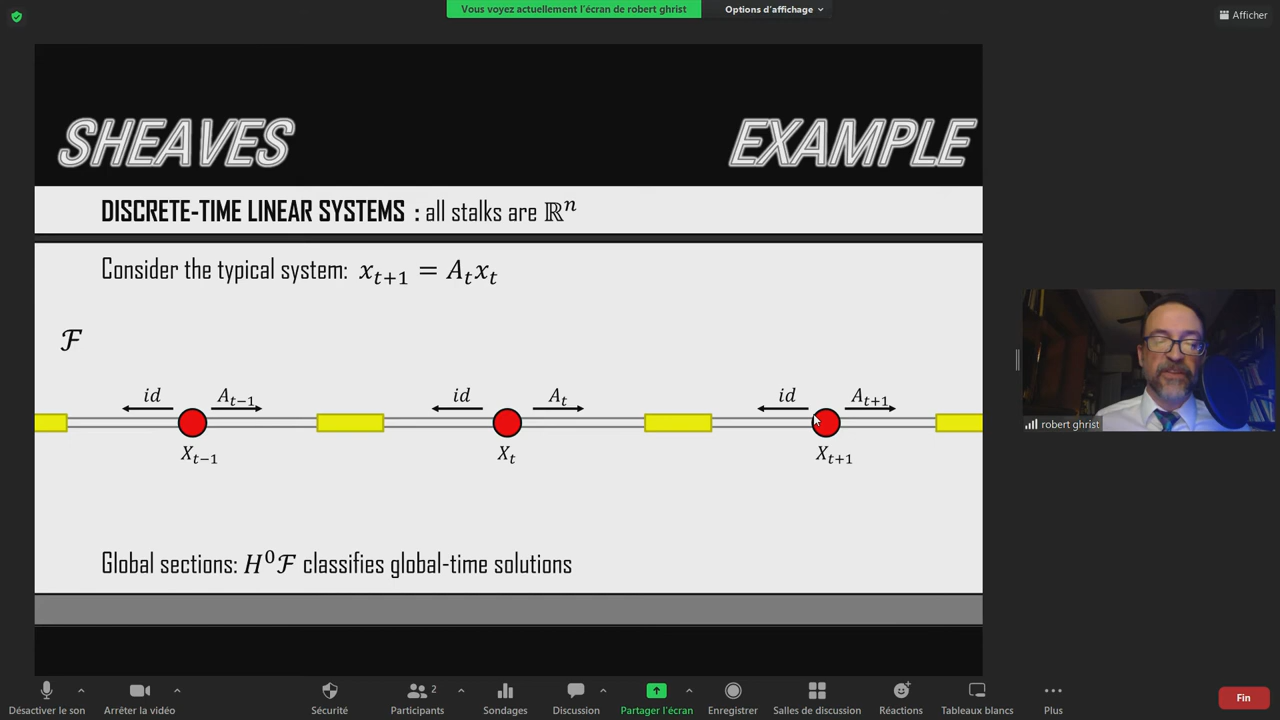 Vous voyez actuellement l'écran de robert ghrist
Options d'affichage
Afficher
SHEAVES EXAMPLE
DISCRETE-TIME LINEAR SYSTEMS : all stalks are ℝⁿ
Consider the typical system: xₜ₊₁ = Aₜxₜ
ℱ
id Aₜ₋₁ id Aₜ id Aₜ₊₁
Xₜ₋₁ Xₜ Xₜ₊₁
robert ghrist
Global sections: H⁰ℱ classifies global-time solutions
2
Désactiver le son Arrêter la vidéo Sécurité Participants Sondages Discussion Partager l'écran Enregistrer Salles de discussion Réactions Tableaux blancs Plus Fin